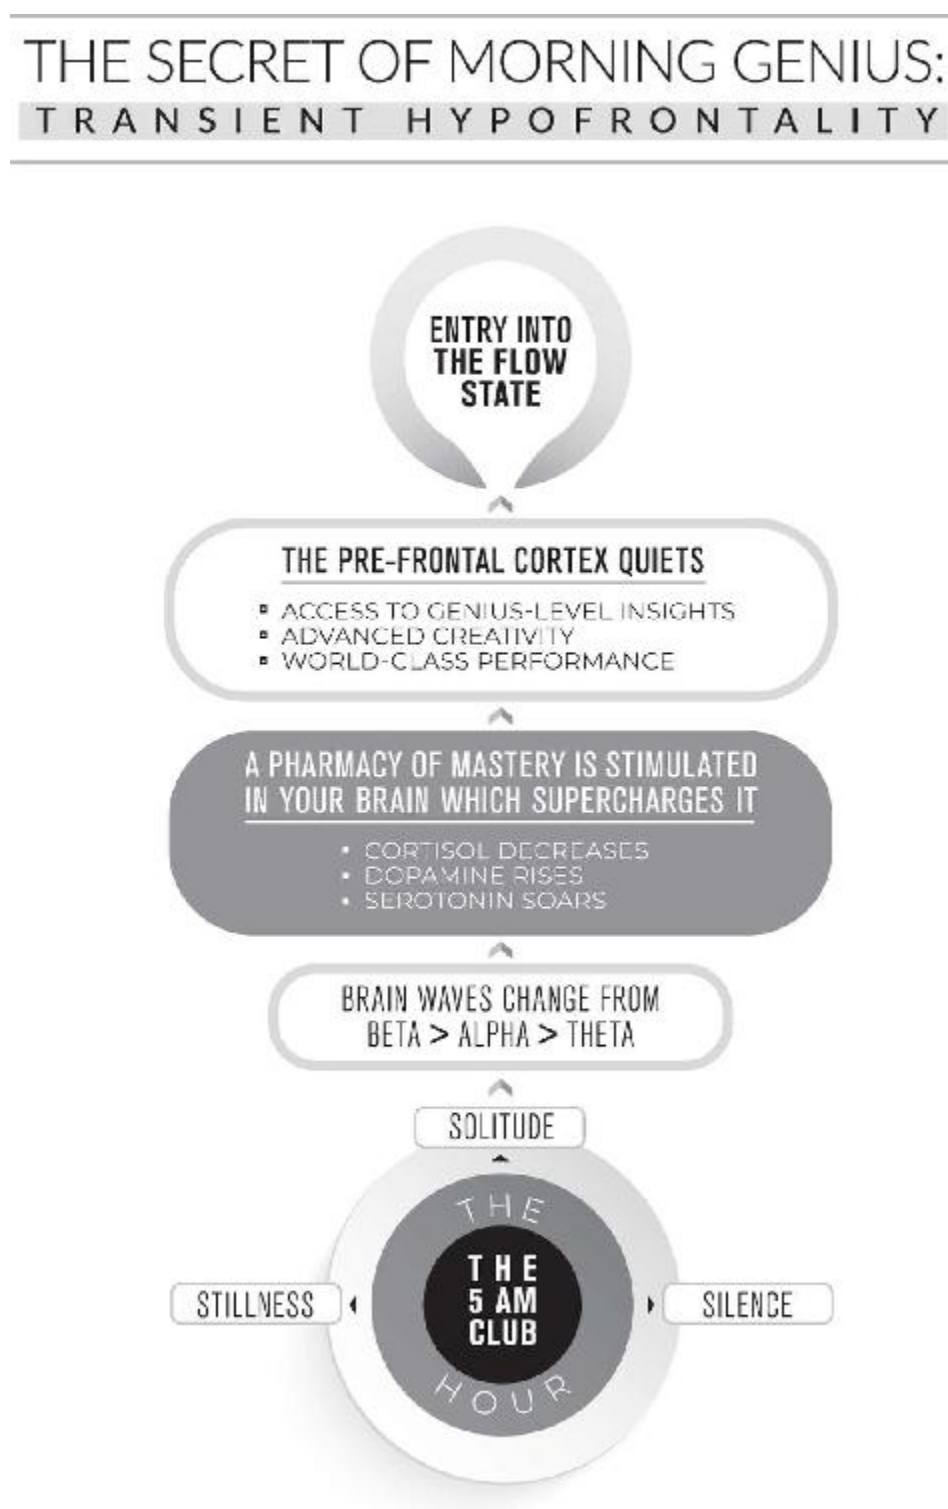 THE SECRET OF MORNING GENIUS:
TRANSIENT HYPOFRONTALITY
ENTRY INTO
THE FLOW
STATE
THE PRE-FRONTAL CORTEX QUIETS
▪ ACCESS TO GENIUS-LEVEL INSIGHTS
▪ ADVANCED CREATIVITY
▪ WORLD-CLASS PERFORMANCE
A PHARMACY OF MASTERY IS STIMULATED
IN YOUR BRAIN WHICH SUPERCHARGES IT
▪ CORTISOL DECREASES
▪ DOPAMINE RISES
▪ SEROTONIN SOARS
BRAIN WAVES CHANGE FROM
BETA > ALPHA > THETA
SOLITUDE
THE
THE
5 AM
CLUB
HOUR
STILLNESS
SILENCE